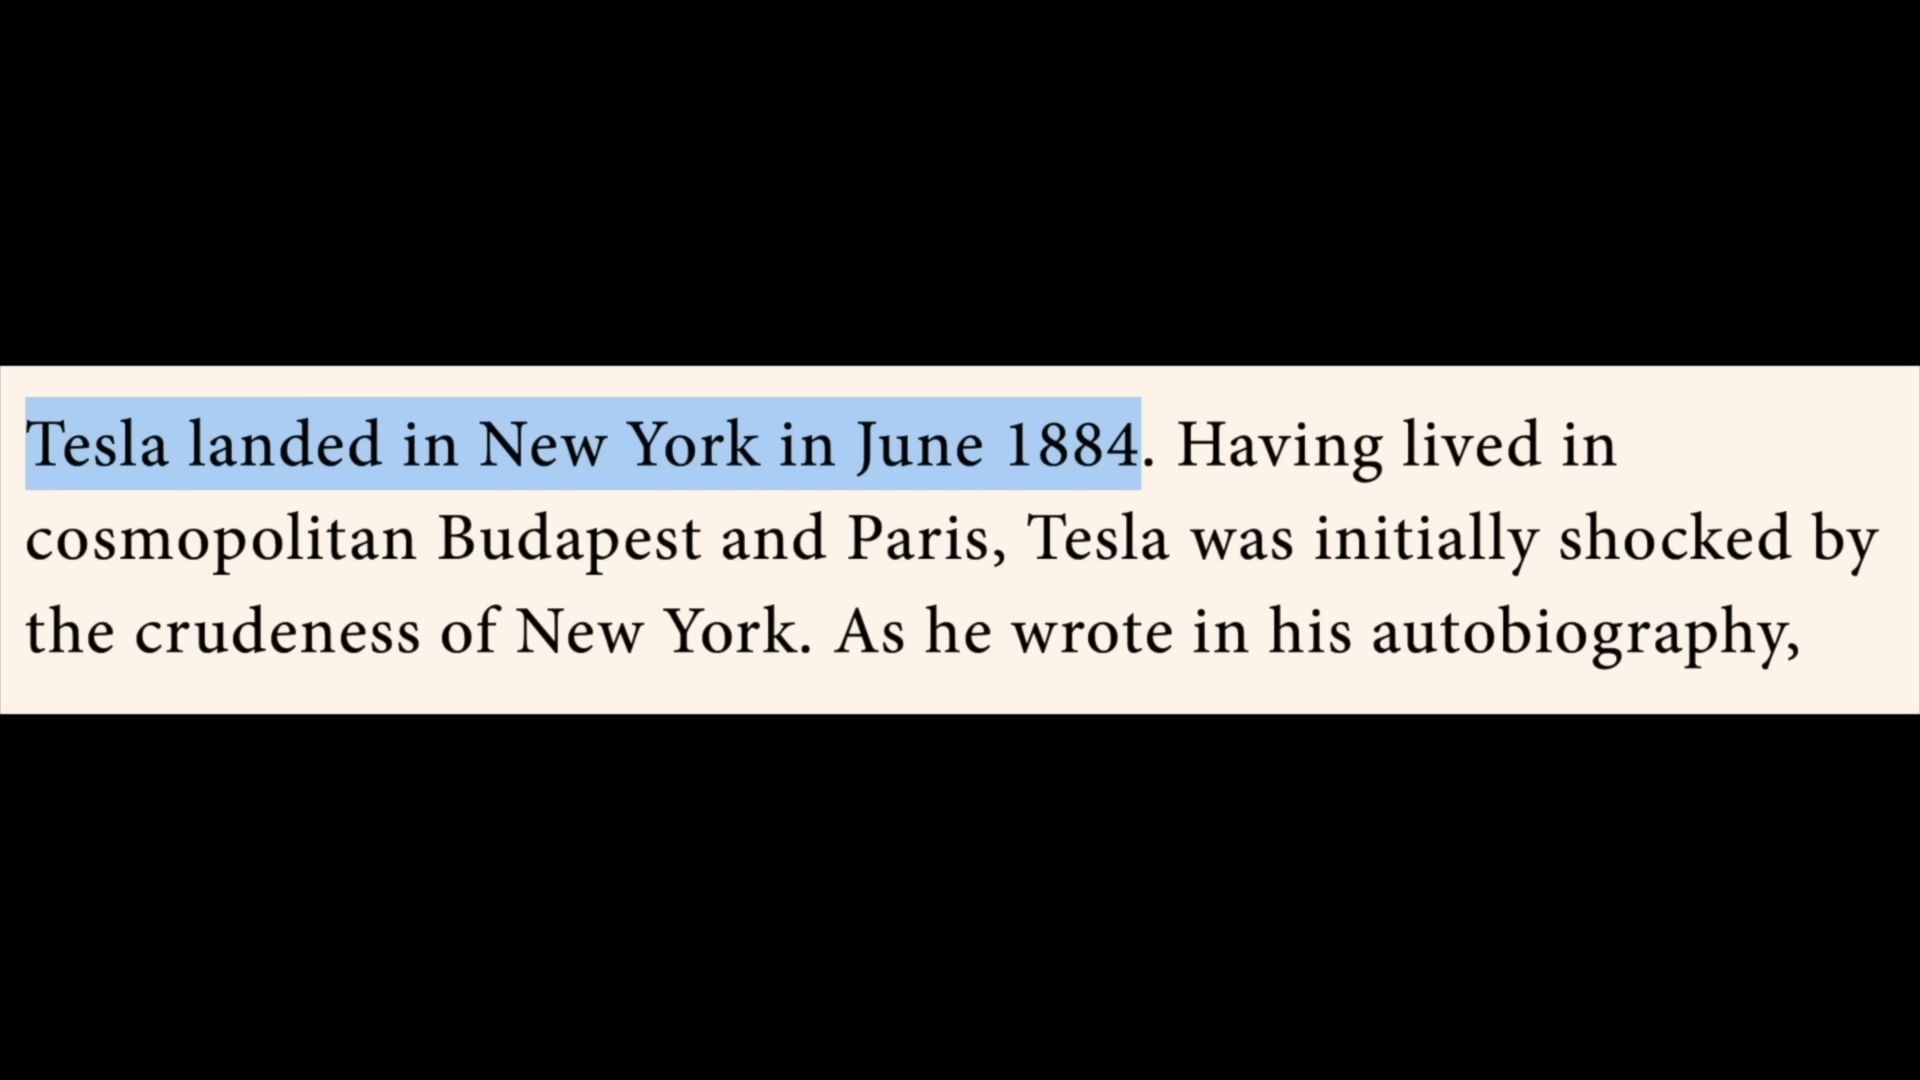 Tesla landed in New York in June 1884. Having lived in
cosmopolitan Budapest and Paris, Tesla was initially shocked by
the crudeness of New York. As he wrote in his autobiography,